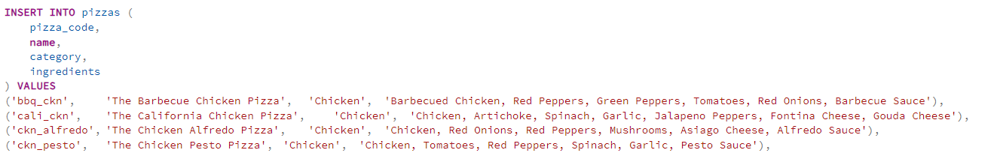 INSERT INTO pizzas (
    pizza_code,
    name,
    category,
    ingredients
) VALUES
('bbq_ckn',     'The Barbecue Chicken Pizza',  'Chicken',  'Barbecued Chicken, Red Peppers, Green Peppers, Tomatoes, Red Onions, Barbecue Sauce'),
('cali_ckn',    'The California Chicken Pizza',    'Chicken',  'Chicken, Artichoke, Spinach, Garlic, Jalapeno Peppers, Fontina Cheese, Gouda Cheese'),
('ckn_alfredo', 'The Chicken Alfredo Pizza',    'Chicken',  'Chicken, Red Onions, Red Peppers, Mushrooms, Asiago Cheese, Alfredo Sauce'),
('ckn_pesto',   'The Chicken Pesto Pizza',  'Chicken',  'Chicken, Tomatoes, Red Peppers, Spinach, Garlic, Pesto Sauce'),